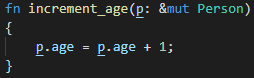 fn increment_age(p: &mut Person)
{
    p.age = p.age + 1;
}